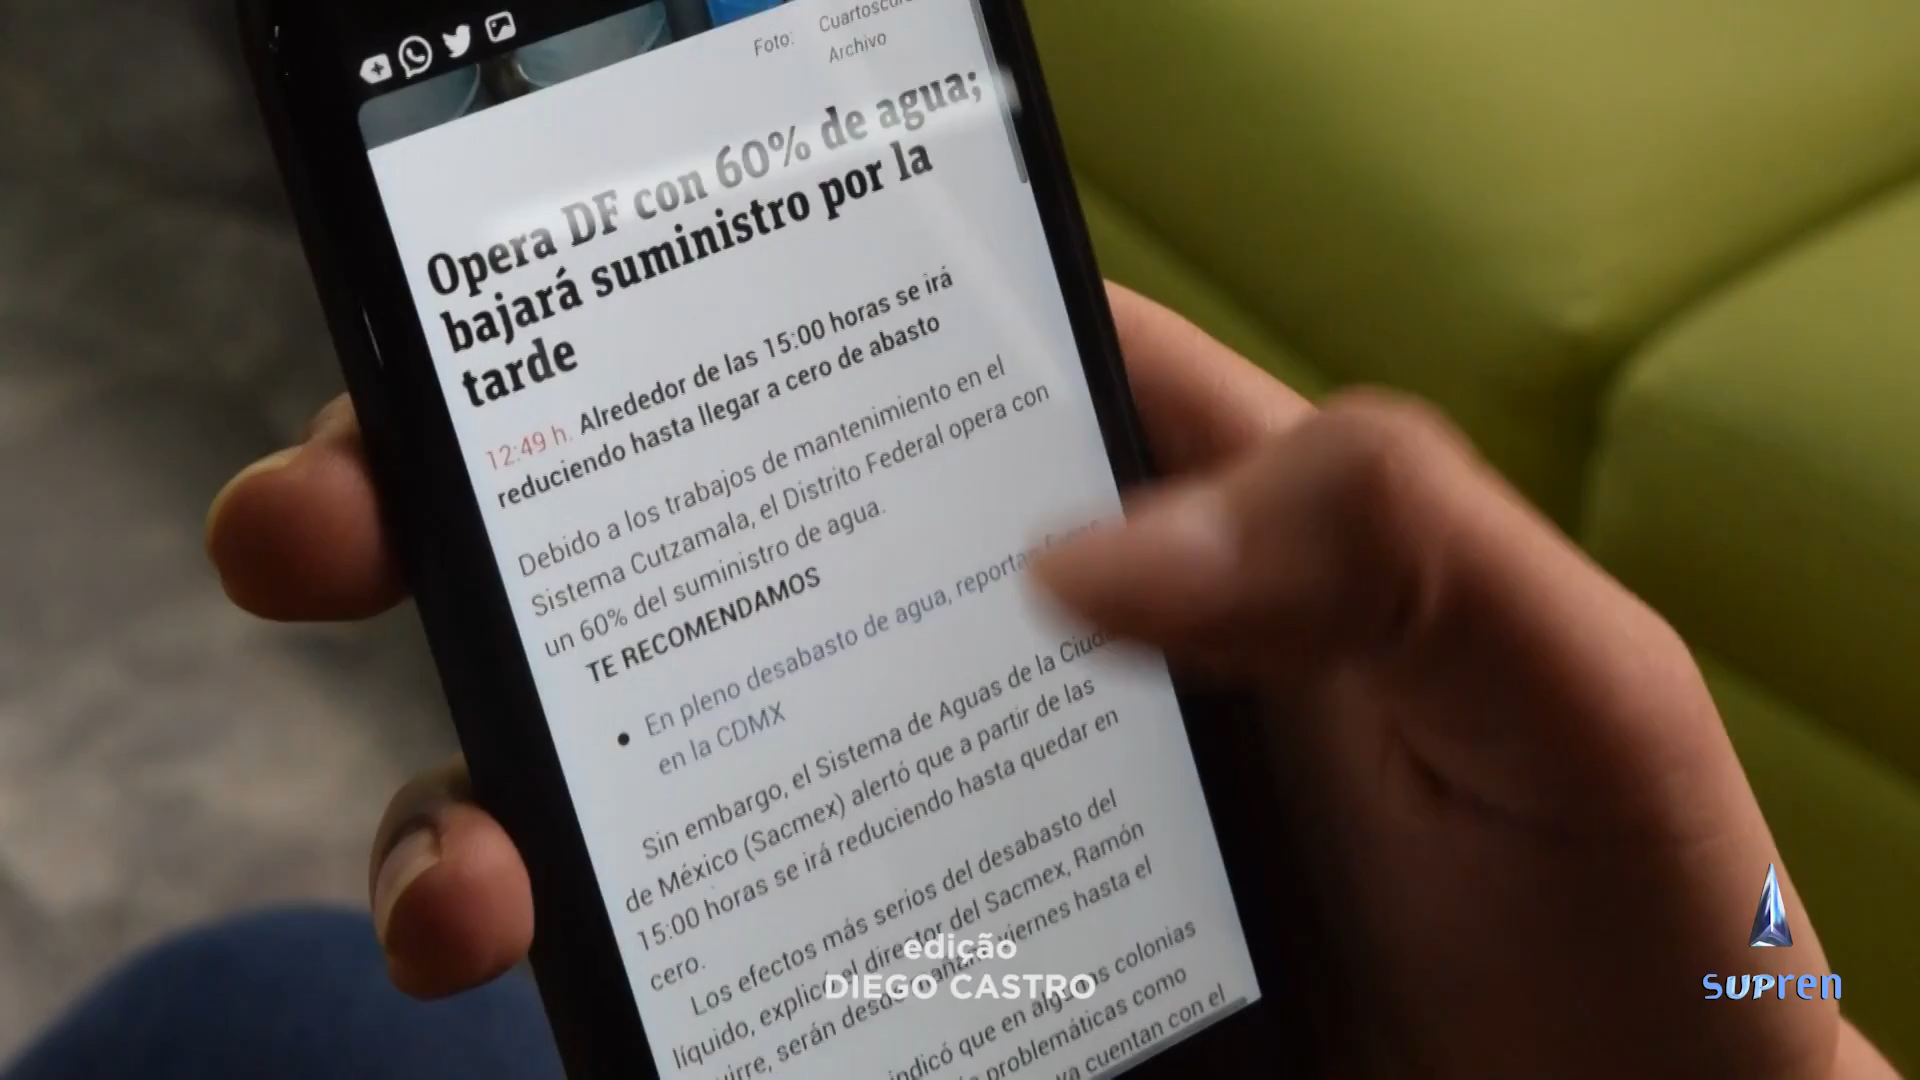 Foto:
Archivo
Opera DF con 60% de agua;
bajará suministro por la
tarde
12:49 h. Alrededor de las 15:00 horas se irá
reduciendo hasta llegar a cero de abasto
Debido a los trabajos de mantenimiento en el
Sistema Cutzamala, el Distrito Federal opera con
un 60% del suministro de agua.
TE RECOMENDAMOS
• En pleno desabasto de agua, reportan
en la CDMX
Sin embargo, el Sistema de Aguas de la
de México (Sacmex) alertó que a partir de las
15:00 horas se irá reduciendo hasta quedar en
cero.
Los efectos más serios del desabasto del
líquido, explicó el director del Sacmex, Ramón
serán desde mañana viernes hasta el
indicó que en algunas colonias
problemáticas como
ya cuentan con el
edição
DIEGO CASTRO
SUPren